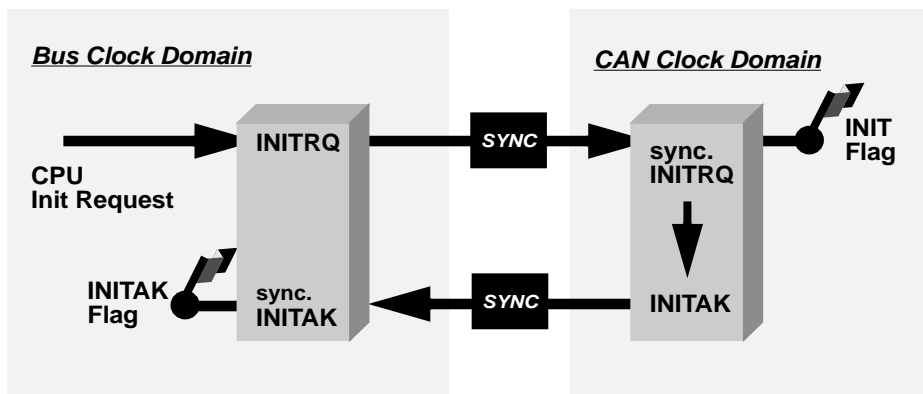 Bus Clock Domain
CAN Clock Domain
CPU
Init Request
INITRQ
SYNC
sync.
INITRQ
INIT
Flag
INITAK
Flag
sync.
INITAK
SYNC
INITAK